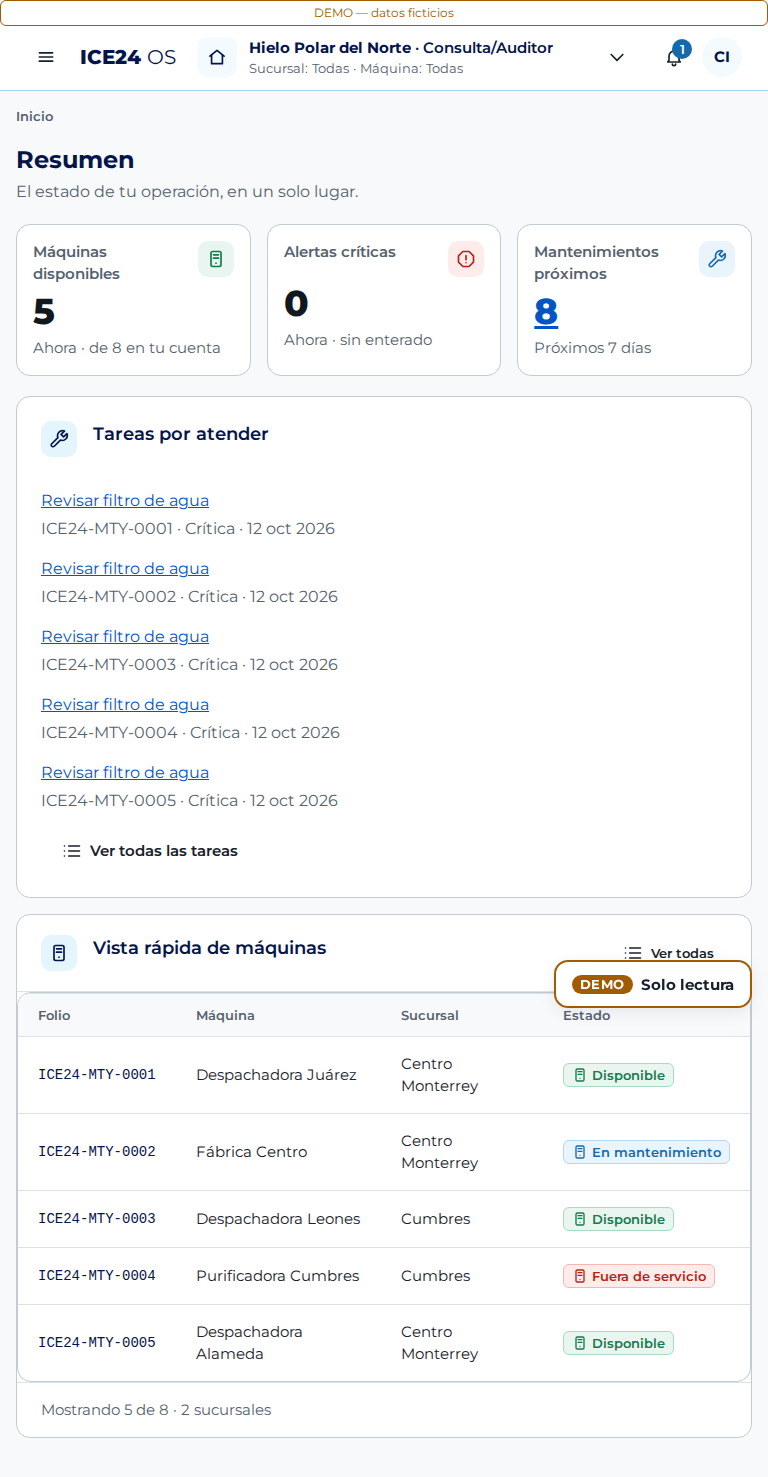 DEMO — datos ficticios
ICE24 OS
Hielo Polar del Norte · Consulta/Auditor
Sucursal: Todas · Máquina: Todas
1
CI
Inicio
Resumen
El estado de tu operación, en un solo lugar.
Máquinas
disponibles
5
Ahora · de 8 en tu cuenta
Alertas críticas
0
Ahora · sin enterado
Mantenimientos
próximos
8
Próximos 7 días
Tareas por atender
Revisar filtro de agua
ICE24-MTY-0001 · Crítica · 12 oct 2026
Revisar filtro de agua
ICE24-MTY-0002 · Crítica · 12 oct 2026
Revisar filtro de agua
ICE24-MTY-0003 · Crítica · 12 oct 2026
Revisar filtro de agua
ICE24-MTY-0004 · Crítica · 12 oct 2026
Revisar filtro de agua
ICE24-MTY-0005 · Crítica · 12 oct 2026
Ver todas las tareas
Vista rápida de máquinas
Ver todas
DEMO Solo lectura
Folio Máquina Sucursal Estado
ICE24-MTY-0001 Despachadora Juárez Centro Monterrey Disponible
ICE24-MTY-0002 Fábrica Centro Centro Monterrey En mantenimiento
ICE24-MTY-0003 Despachadora Leones Cumbres Disponible
ICE24-MTY-0004 Purificadora Cumbres Cumbres Fuera de servicio
ICE24-MTY-0005 Despachadora Alameda Centro Monterrey Disponible
Mostrando 5 de 8 · 2 sucursales